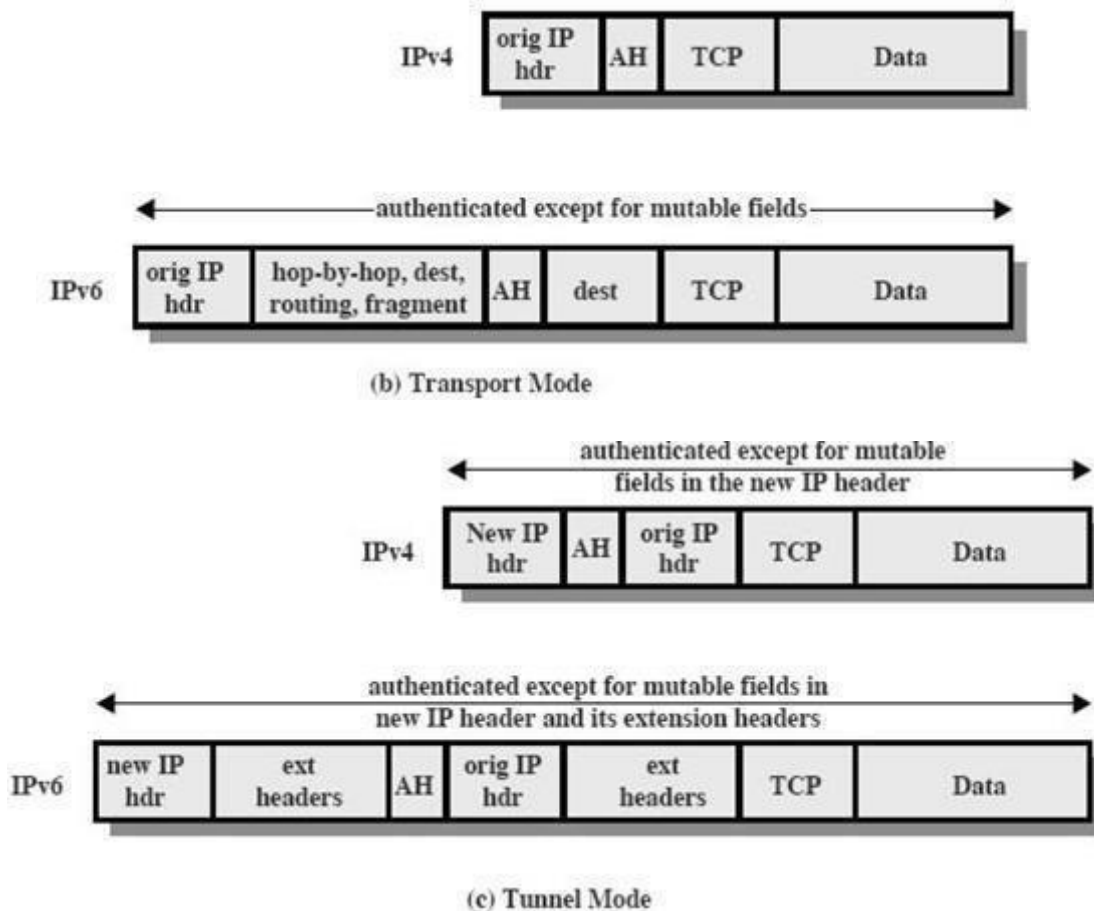 IPv4
orig IP
hdr
AH
TCP
Data
authenticated except for mutable fields
IPv6
orig IP
hdr
hop-by-hop, dest,
routing, fragment
AH
dest
TCP
Data
(b) Transport Mode
authenticated except for mutable
fields in the new IP header
IPv4
New IP
hdr
AH
orig IP
hdr
TCP
Data
authenticated except for mutable fields in
new IP header and its extension headers
IPv6
new IP
hdr
ext
headers
AH
orig IP
hdr
ext
headers
TCP
Data
(c) Tunnel Mode